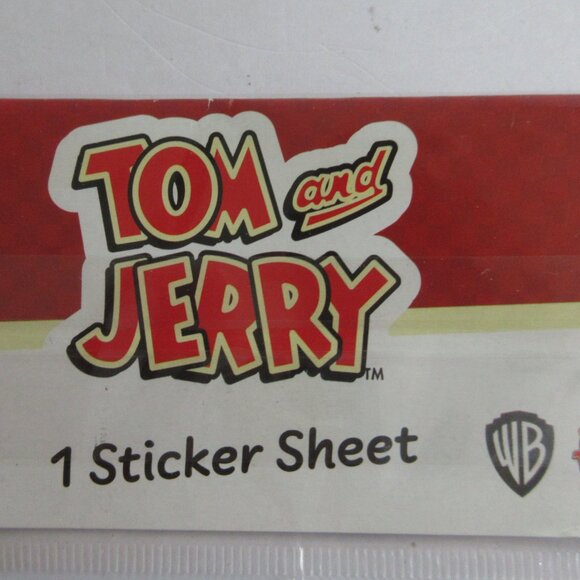 TOM and
JERRY
TM
1 Sticker Sheet
WB